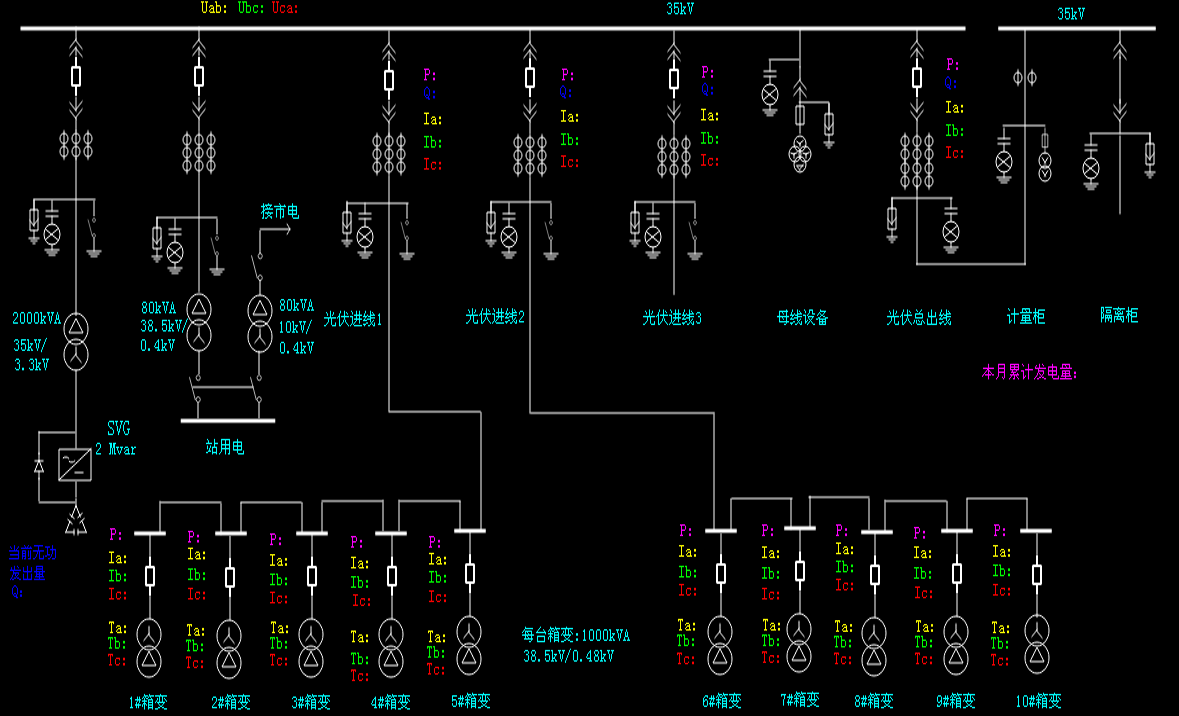 Uab: Ubc: Uca:
35kV
35kV
P:
Q:
Ia:
Ib:
Ic:
P:
Q:
Ia:
Ib:
Ic:
P:
Q:
Ia:
Ib:
Ic:
P:
Q:
Ia:
Ib:
Ic:
接市电
2000kVA
35kV/
3.3kV
80kVA
38.5kV/
0.4kV
80kVA
10kV/
0.4kV
光伏进线1
光伏进线2
光伏进线3
母线设备
光伏总出线
计量柜
隔离柜
本月累计发电量:
SVG
2 Mvar
站用电
当前无功
发出量
Q:
P:
Ia:
Ib:
Ic:
Ta:
Tb:
Tc:
1#箱变
P:
Ia:
Ib:
Ic:
Ta:
Tb:
Tc:
2#箱变
P:
Ia:
Ib:
Ic:
Ta:
Tb:
Tc:
3#箱变
P:
Ia:
Ib:
Ic:
Ta:
Tb:
Tc:
4#箱变
P:
Ia:
Ib:
Ic:
Ta:
Tb:
Tc:
5#箱变
每台箱变:1000kVA
38.5kV/0.48kV
P:
Ia:
Ib:
Ic:
Ta:
Tb:
Tc:
6#箱变
P:
Ia:
Ib:
Ic:
Ta:
Tb:
Tc:
7#箱变
P:
Ia:
Ib:
Ic:
Ta:
Tb:
Tc:
8#箱变
P:
Ia:
Ib:
Ic:
Ta:
Tb:
Tc:
9#箱变
P:
Ia:
Ib:
Ic:
Ta:
Tb:
Tc:
10#箱变